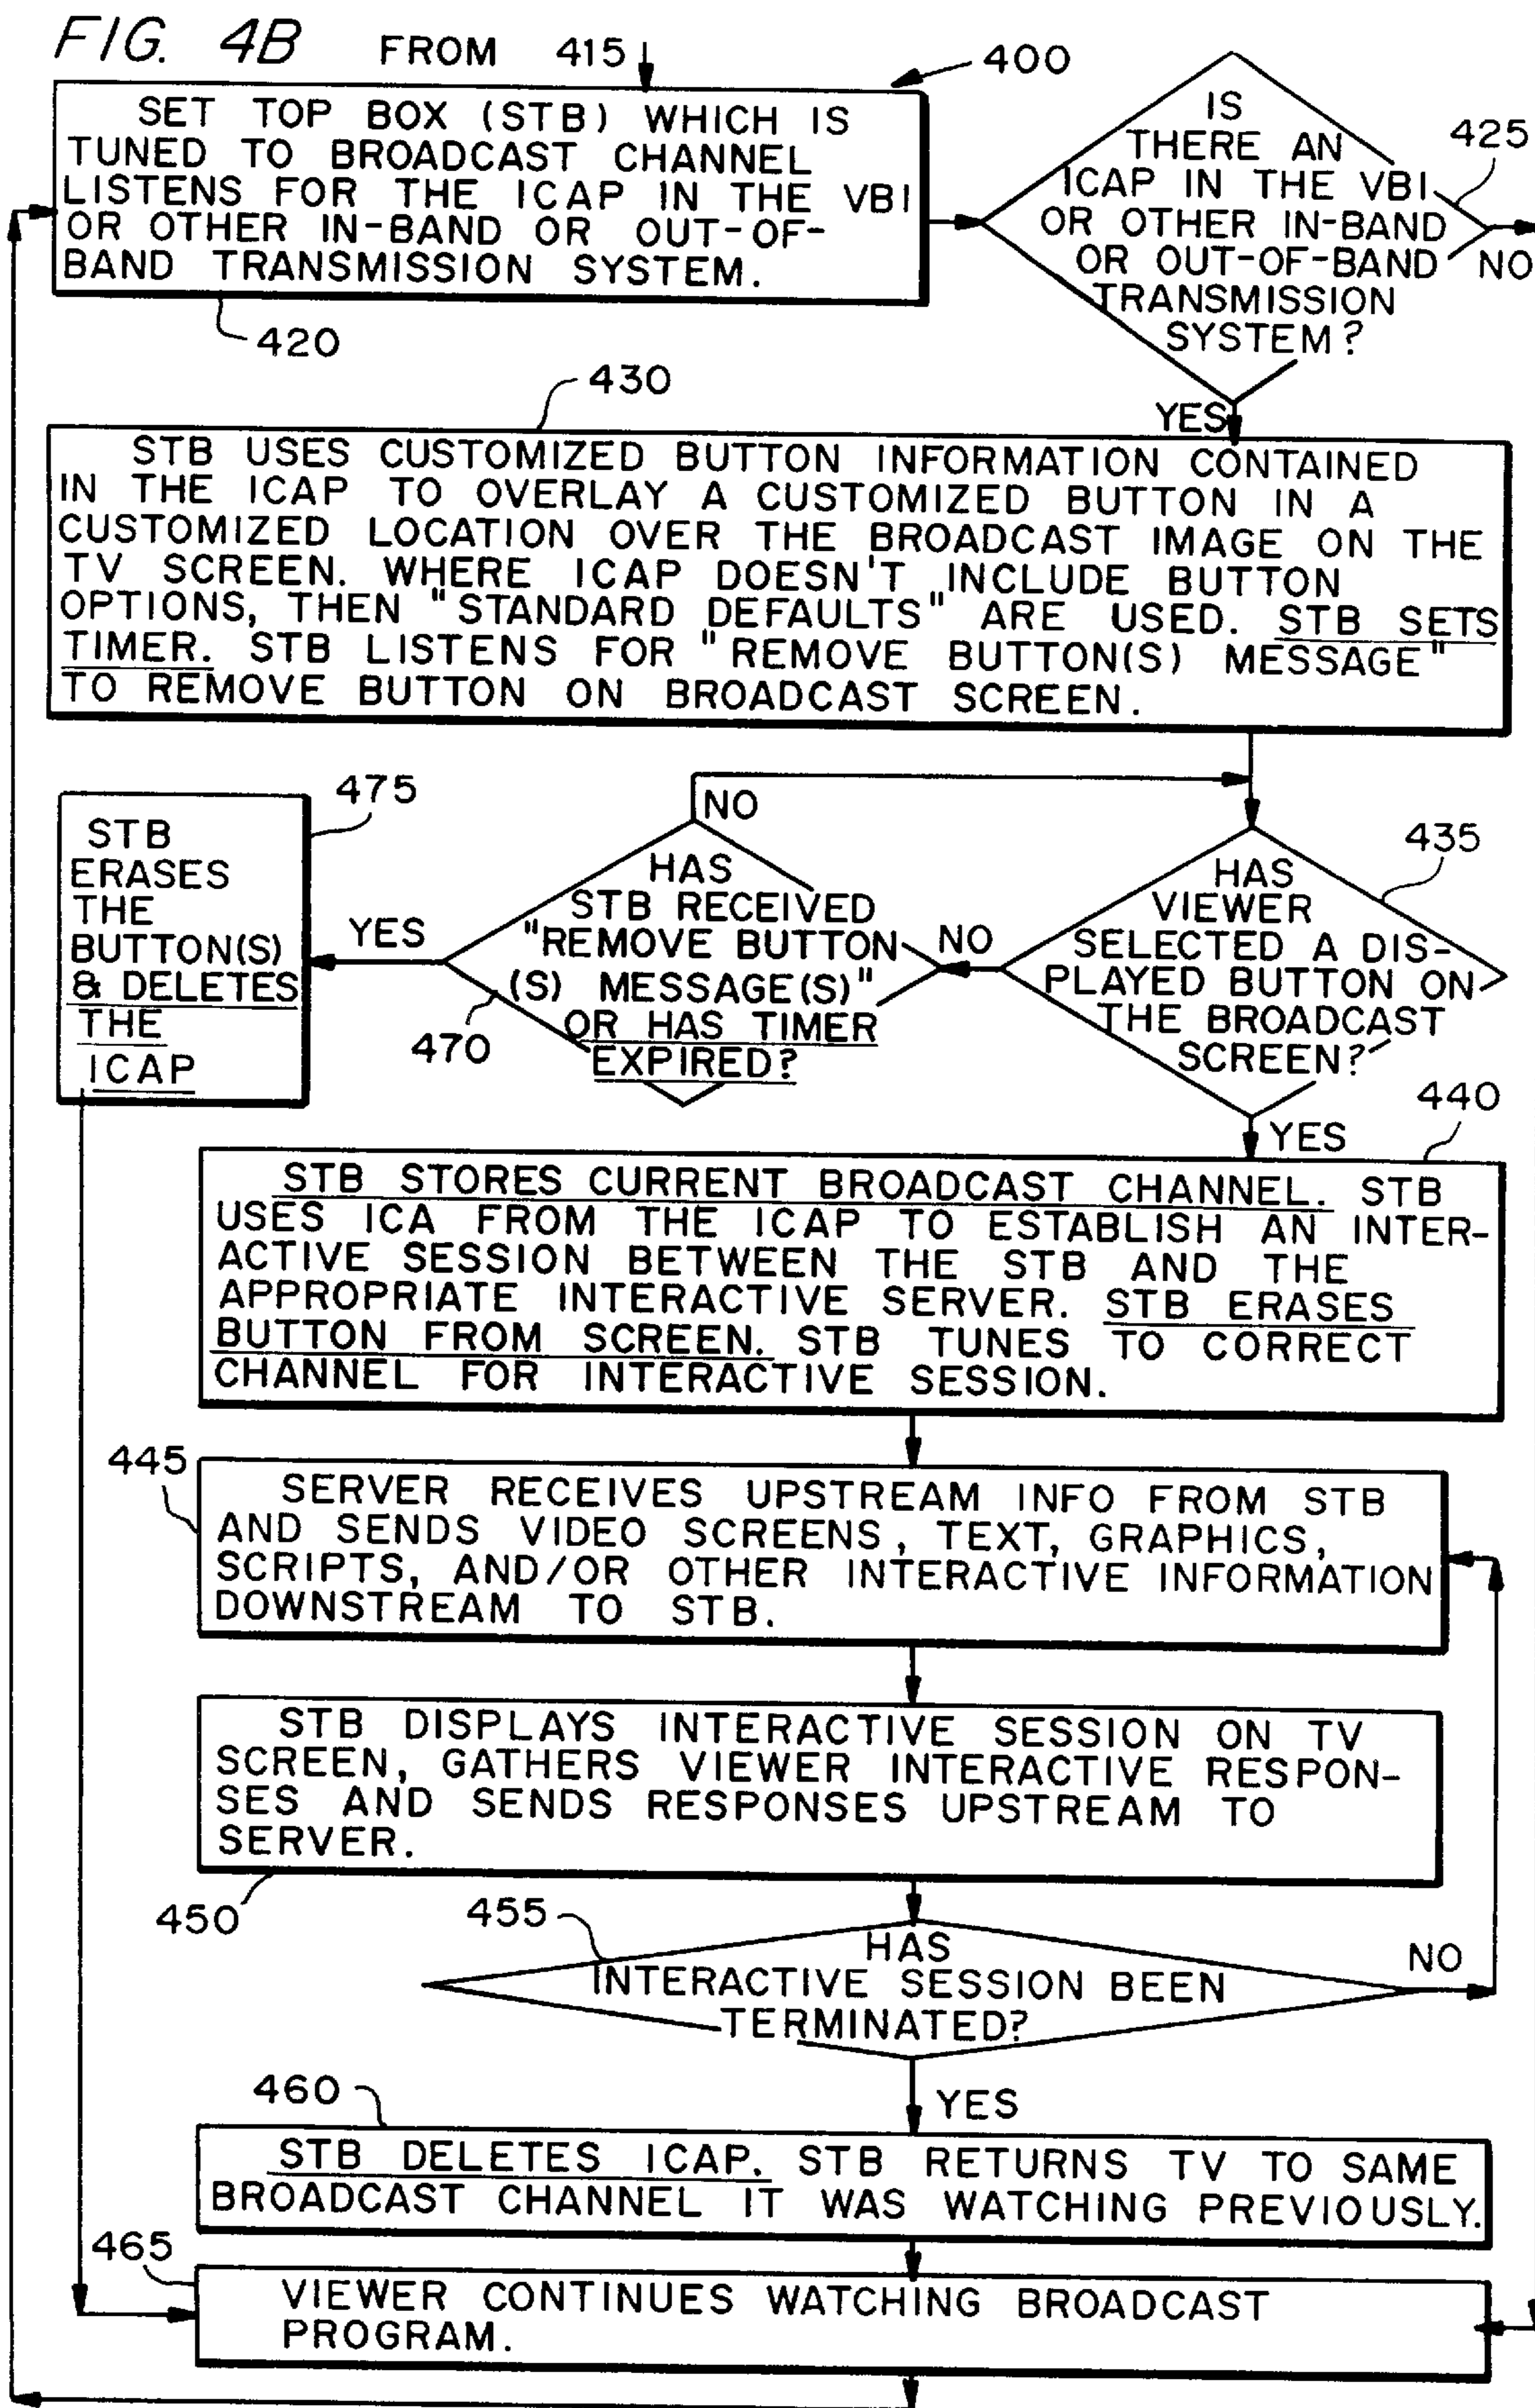 FIG. 4B FROM 415
400
SET TOP BOX (STB) WHICH IS
TUNED TO BROADCAST CHANNEL
LISTENS FOR THE ICAP IN THE VBI
OR OTHER IN-BAND OR OUT-OF-
BAND TRANSMISSION SYSTEM.
420
IS
THERE AN
ICAP IN THE VBI
OR OTHER IN-BAND
OR OUT-OF-BAND
TRANSMISSION
SYSTEM?
425
NO
YES
430
STB USES CUSTOMIZED BUTTON INFORMATION CONTAINED
IN THE ICAP TO OVERLAY A CUSTOMIZED BUTTON IN A
CUSTOMIZED LOCATION OVER THE BROADCAST IMAGE ON THE
TV SCREEN. WHERE ICAP DOESN'T INCLUDE BUTTON
OPTIONS, THEN "STANDARD DEFAULTS" ARE USED. STB SETS
TIMER. STB LISTENS FOR "REMOVE BUTTON(S) MESSAGE"
TO REMOVE BUTTON ON BROADCAST SCREEN.
475
STB
ERASES
THE
BUTTON(S)
& DELETES
THE
ICAP
YES
NO
HAS
STB RECEIVED
"REMOVE BUTTON
(S) MESSAGE(S)"
OR HAS TIMER
EXPIRED?
470
NO
435
HAS
VIEWER
SELECTED A DIS-
PLAYED BUTTON ON
THE BROADCAST
SCREEN?
YES
440
STB STORES CURRENT BROADCAST CHANNEL. STB
USES ICA FROM THE ICAP TO ESTABLISH AN INTER-
ACTIVE SESSION BETWEEN THE STB AND THE
APPROPRIATE INTERACTIVE SERVER. STB ERASES
BUTTON FROM SCREEN. STB TUNES TO CORRECT
CHANNEL FOR INTERACTIVE SESSION.
445
SERVER RECEIVES UPSTREAM INFO FROM STB
AND SENDS VIDEO SCREENS, TEXT, GRAPHICS,
SCRIPTS, AND/OR OTHER INTERACTIVE INFORMATION
DOWNSTREAM TO STB.
STB DISPLAYS INTERACTIVE SESSION ON TV
SCREEN, GATHERS VIEWER INTERACTIVE RESPON-
SES AND SENDS RESPONSES UPSTREAM TO
SERVER.
450
455
HAS
INTERACTIVE SESSION BEEN
TERMINATED?
NO
YES
460
STB DELETES ICAP. STB RETURNS TV TO SAME
BROADCAST CHANNEL IT WAS WATCHING PREVIOUSLY.
465
VIEWER CONTINUES WATCHING BROADCAST
PROGRAM.